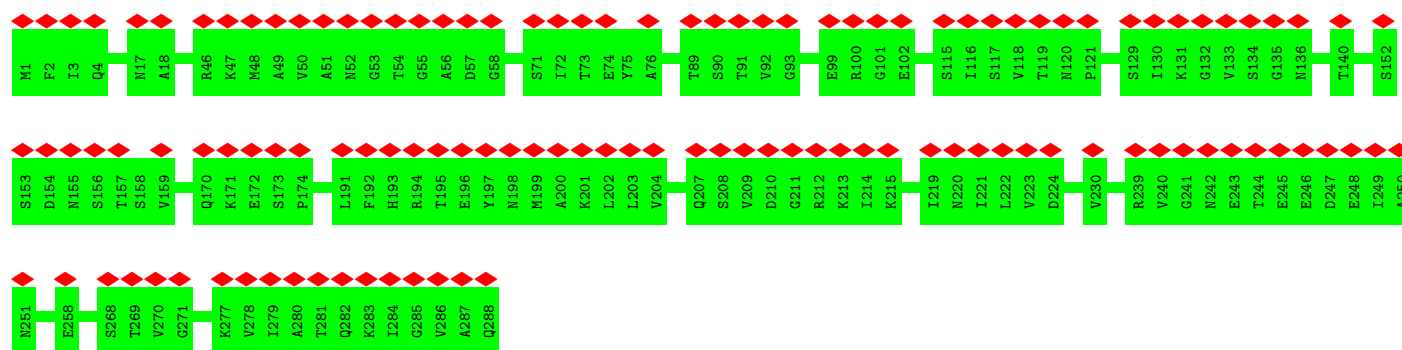 M1 F2 I3 Q4 N17 A18 R46 K47 M48 A49 V50 A51 N52 G53 T54 G55 A56 D57 G58 S71 I72 T73 E74 Y75 A76 T89 S90 T91 V92 G93 E99 R100 G101 E102 S115 I116 S117 V118 T119 N120 P121 S129 I130 K131 G132 V133 S134 G135 N136 T140 S152
S153 D154 N155 S156 T157 S158 V159 Q170 K171 E172 S173 P174 L191 F192 H193 R194 T195 E196 Y197 N198 M199 A200 K201 L202 L203 V204 Q207 S208 V209 D210 G211 R212 K213 I214 K215 I219 N220 I221 L222 V223 D224 V230 R239 V240 G241 N242 E243 T244 E245 E246 D247 E248 I249 A250
N251 E258 S268 T269 V270 G271 K277 V278 I279 A280 T281 Q282 K283 I284 G285 V286 A287 Q288